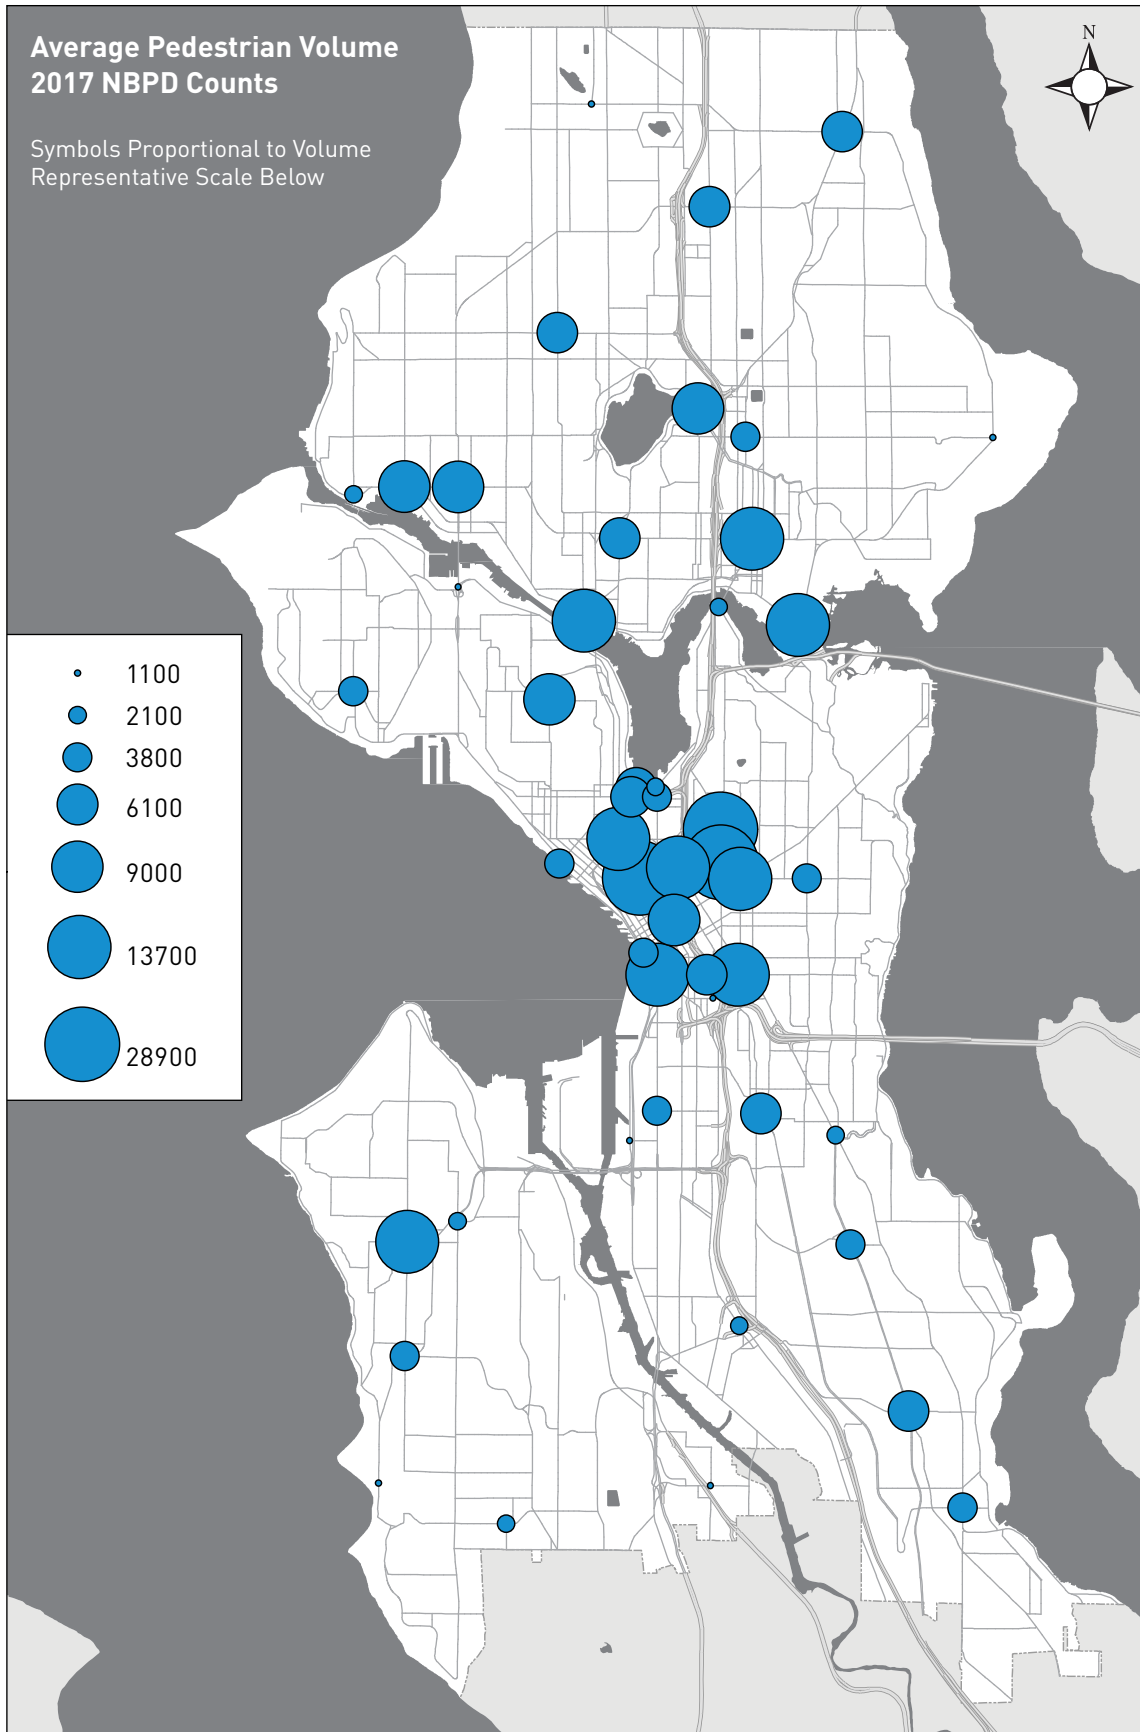 Average Pedestrian Volume
2017 NBPD Counts
Symbols Proportional to Volume
Representative Scale Below
N
1100
2100
3800
6100
9000
13700
28900